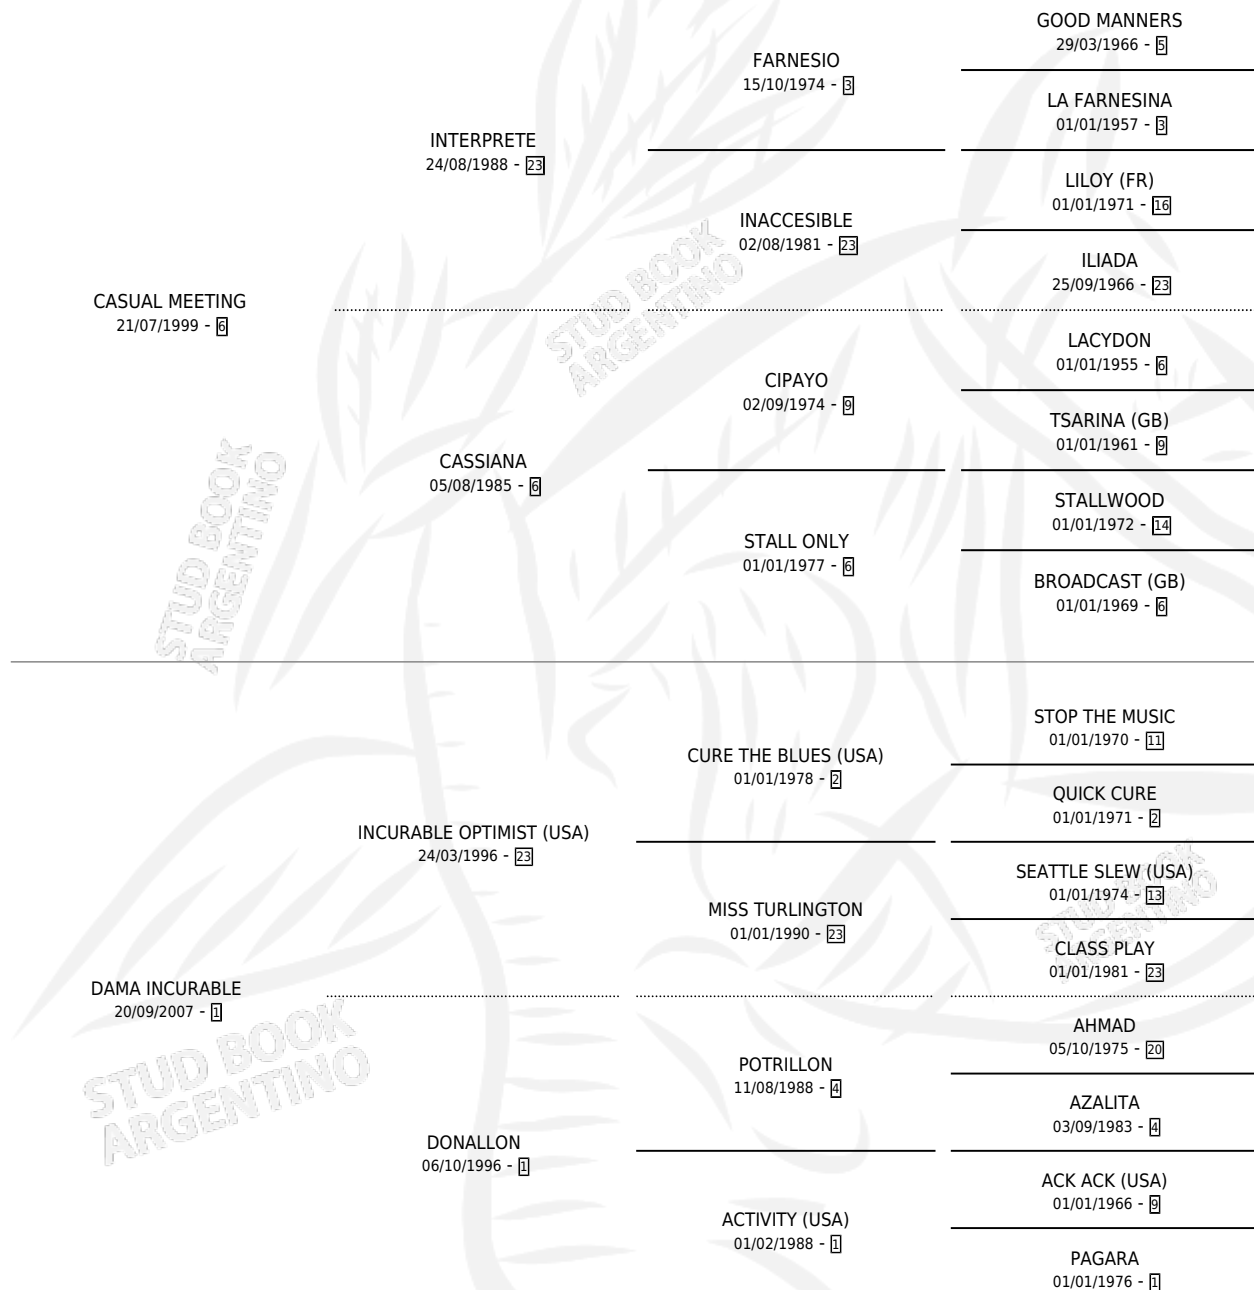 GOOD MANNERS
29/03/1966 - 5
FARNESIO
15/10/1974 - 3
LA FARNESINA
01/01/1957 - 3
INTERPRETE
24/08/1988 - 23
LILOY (FR)
01/01/1971 - 16
INACCESIBLE
02/08/1981 - 23
ILIADA
25/09/1966 - 23
CASUAL MEETING
21/07/1999 - 6
STUD BOOK
ARGENTINO
LACYDON
01/01/1955 - 6
CIPAYO
02/09/1974 - 9
TSARINA (GB)
01/01/1961 - 9
CASSIANA
05/08/1985 - 6
STALLWOOD
01/01/1972 - 14
STALL ONLY
01/01/1977 - 6
BROADCAST (GB)
01/01/1969 - 6
STUD BOOK
ARGENTINO
STOP THE MUSIC
01/01/1970 - 11
CURE THE BLUES (USA)
01/01/1978 - 2
QUICK CURE
01/01/1971 - 2
INCURABLE OPTIMIST (USA)
24/03/1996 - 23
SEATTLE SLEW (USA)
01/01/1974 - 13
MISS TURLINGTON
01/01/1990 - 23
STUD BOOK
ARGENTINO
CLASS PLAY
01/01/1981 - 23
DAMA INCURABLE
20/09/2007 - 1
STUD BOOK
ARGENTINO
AHMAD
05/10/1975 - 20
POTRILLON
11/08/1988 - 4
AZALITA
03/09/1983 - 4
DONALLON
06/10/1996 - 1
ACK ACK (USA)
01/01/1966 - 9
ACTIVITY (USA)
01/02/1988 - 1
PAGARA
01/01/1976 - 1